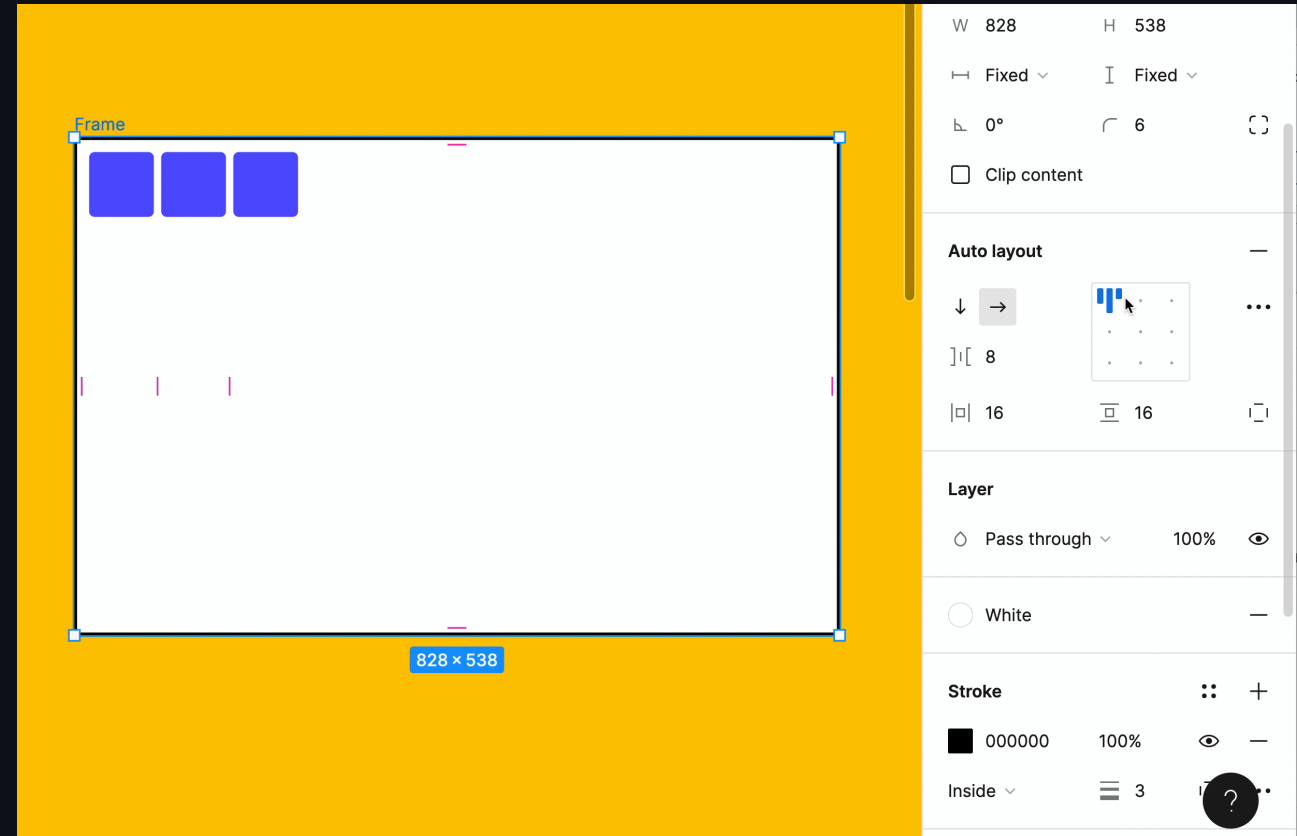 W 828 H 538
Fixed Fixed
0° 6
Clip content
Frame
Auto layout
8
16 16
828 × 538
Layer
Pass through 100%
White
Stroke
000000 100%
Inside 3
?